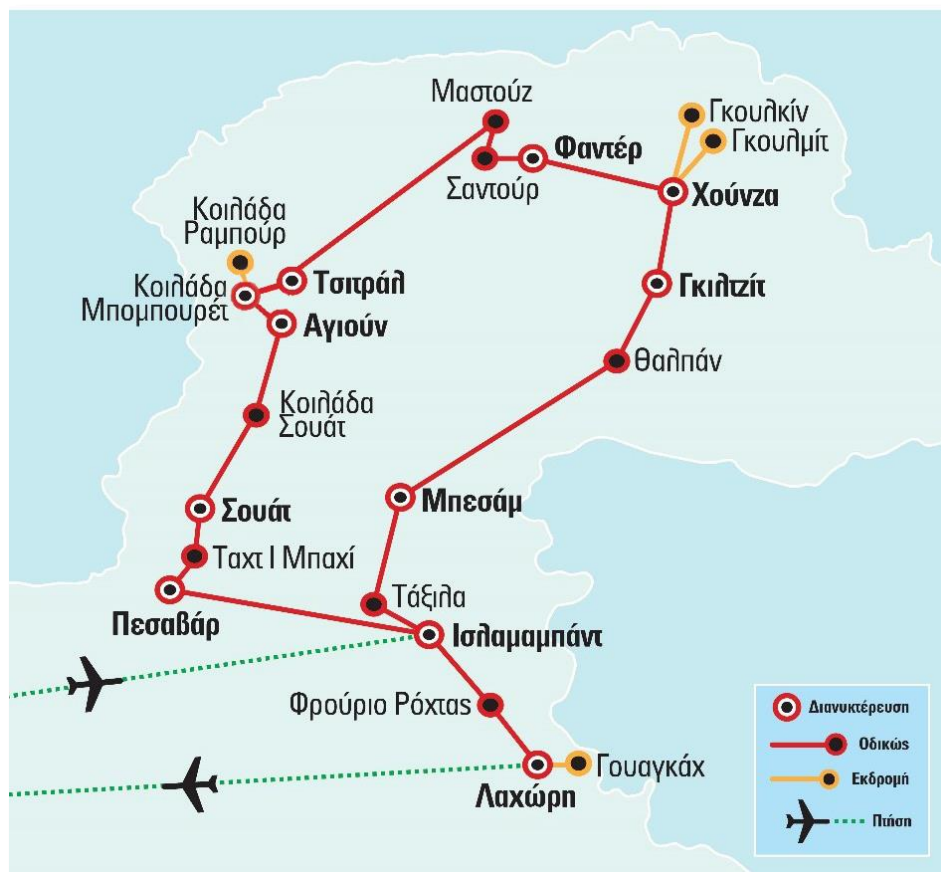 Μαστούζ
Γκουλκίν
Γκουλμίτ
Φαντέρ
Σαντούρ
Χούνζα
Κοιλάδα
Ραμπούρ
Τσιτράλ
Γκιλτζίτ
Κοιλάδα
Μπομπουρέτ
Αγιούν
Θαλπάν
Κοιλάδα
Σουάτ
Μπεσάμ
Σουάτ
Ταχτ Ι Μπαχί
Τάξιλα
Πεσαβάρ
Ισλαμαμπάντ
Φρούριο Ρόχτας
Γουαγκάχ
Λαχώρη
Διανυκτέρευση
Οδικώς
Εκδρομή
Πτήση